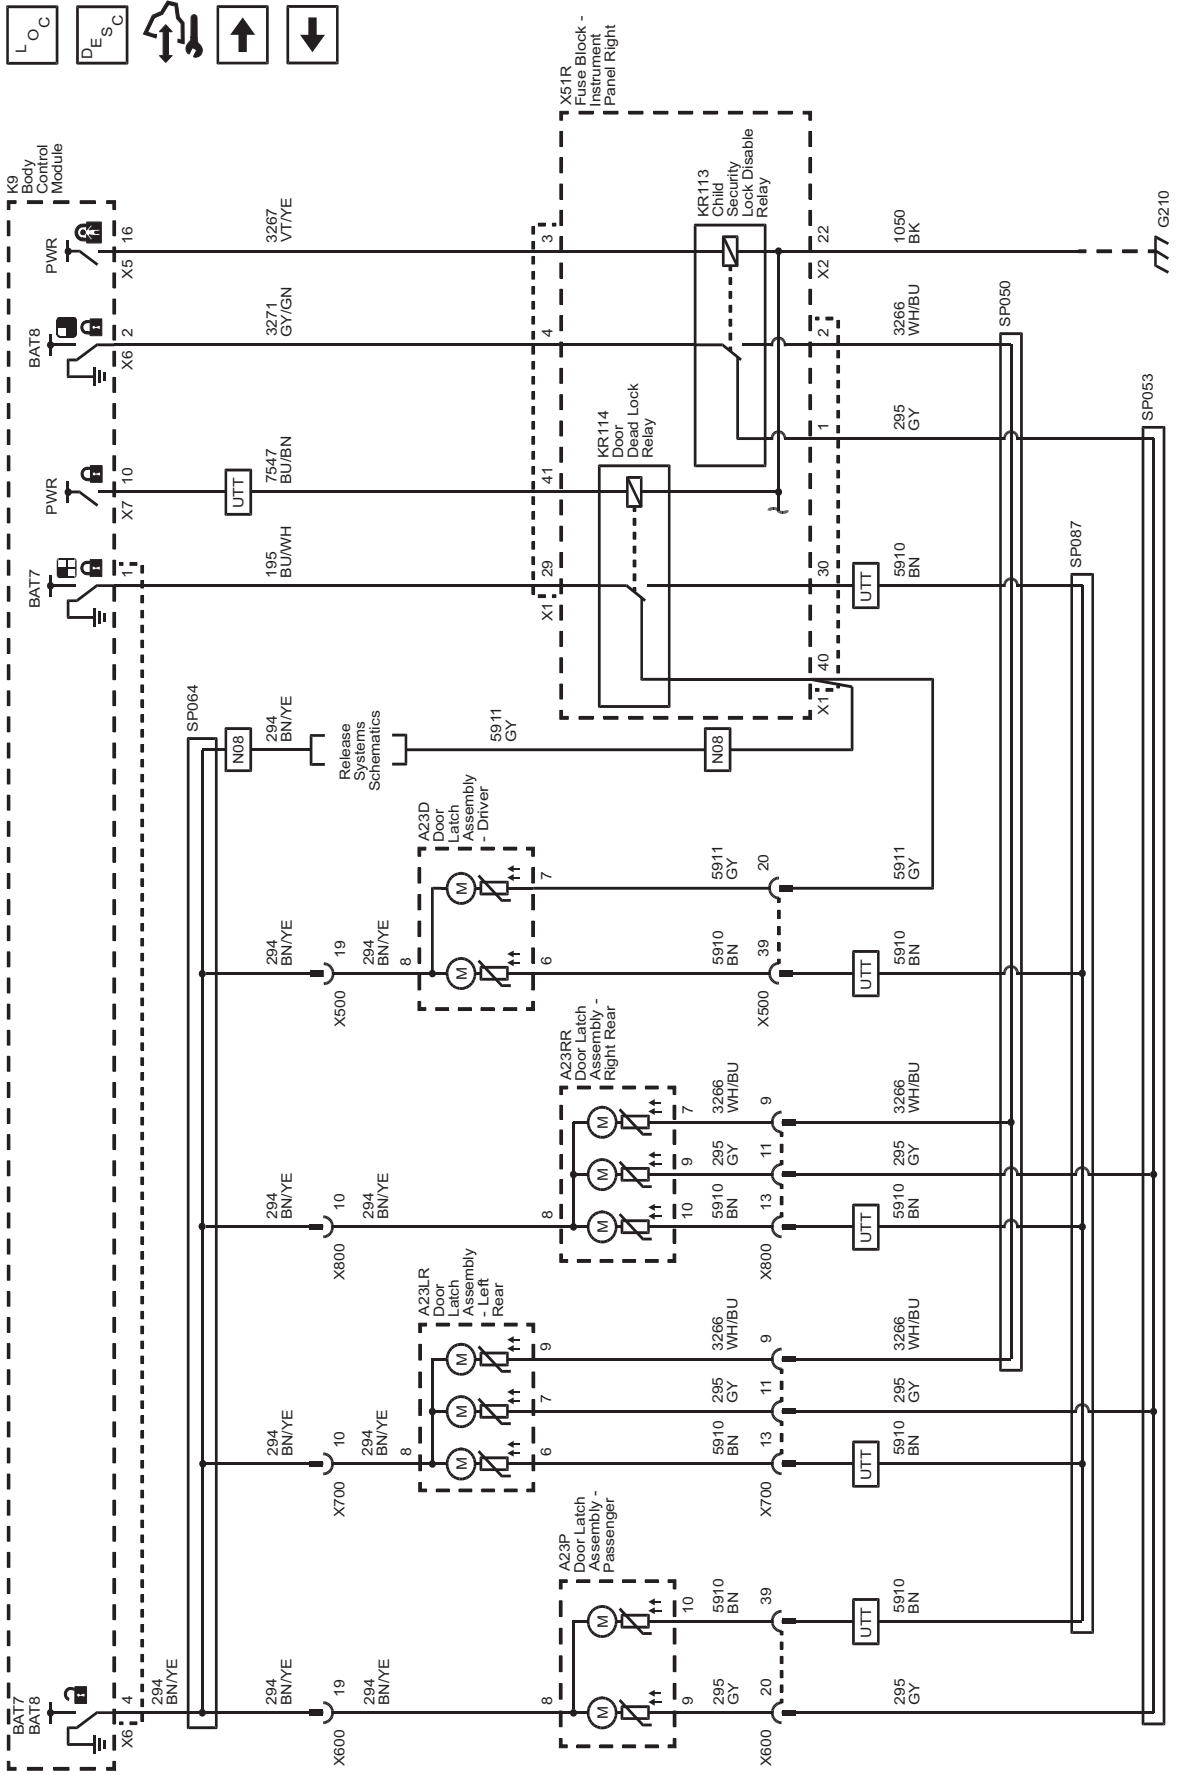 LOC
DESC
K9
Body
Control
Module
BAT7
BAT8
X6
4
BAT7
1
PWR
X7
10
BAT8
X6
2
PWR
X5
16
294
BN/YE
SP064
195
BU/WH
UTT
7547
BU/BN
3271
GY/GN
3267
VT/YE
294
BN/YE
X600
19
294
BN/YE
294
BN/YE
X700
10
294
BN/YE
294
BN/YE
X800
10
294
BN/YE
294
BN/YE
X500
19
294
BN/YE
N08
294
BN/YE
Release
Systems
Schematics
5911
GY
N08
X51R
Fuse Block -
Instrument
Panel Right
X1
29
41
4
3
KR114
Door
Dead Lock
Relay
KR113
Child
Security
Lock Disable
Relay
X1
40
30
1
2
X2
22
A23P
Door Latch
Assembly -
Passenger
8
M
M
9
10
A23LR
Door
Latch
Assembly
- Left
Rear
8
M
M
M
6
7
9
A23RR
Door Latch
Assembly -
Right Rear
8
M
M
M
10
9
7
A23D
Door
Latch
Assembly
- Driver
8
M
M
6
7
295
GY
5910
BN
X600
20
39
UTT
295
GY
5910
BN
5910
BN
295
GY
3266
WH/BU
X700
13
11
9
UTT
5910
BN
295
GY
3266
WH/BU
5910
BN
295
GY
3266
WH/BU
X800
13
11
9
UTT
5910
BN
295
GY
3266
WH/BU
5910
BN
5911
GY
X500
39
20
UTT
5910
BN
5911
GY
UTT
5910
BN
295
GY
3266
WH/BU
1050
BK
SP050
SP087
SP053
G210